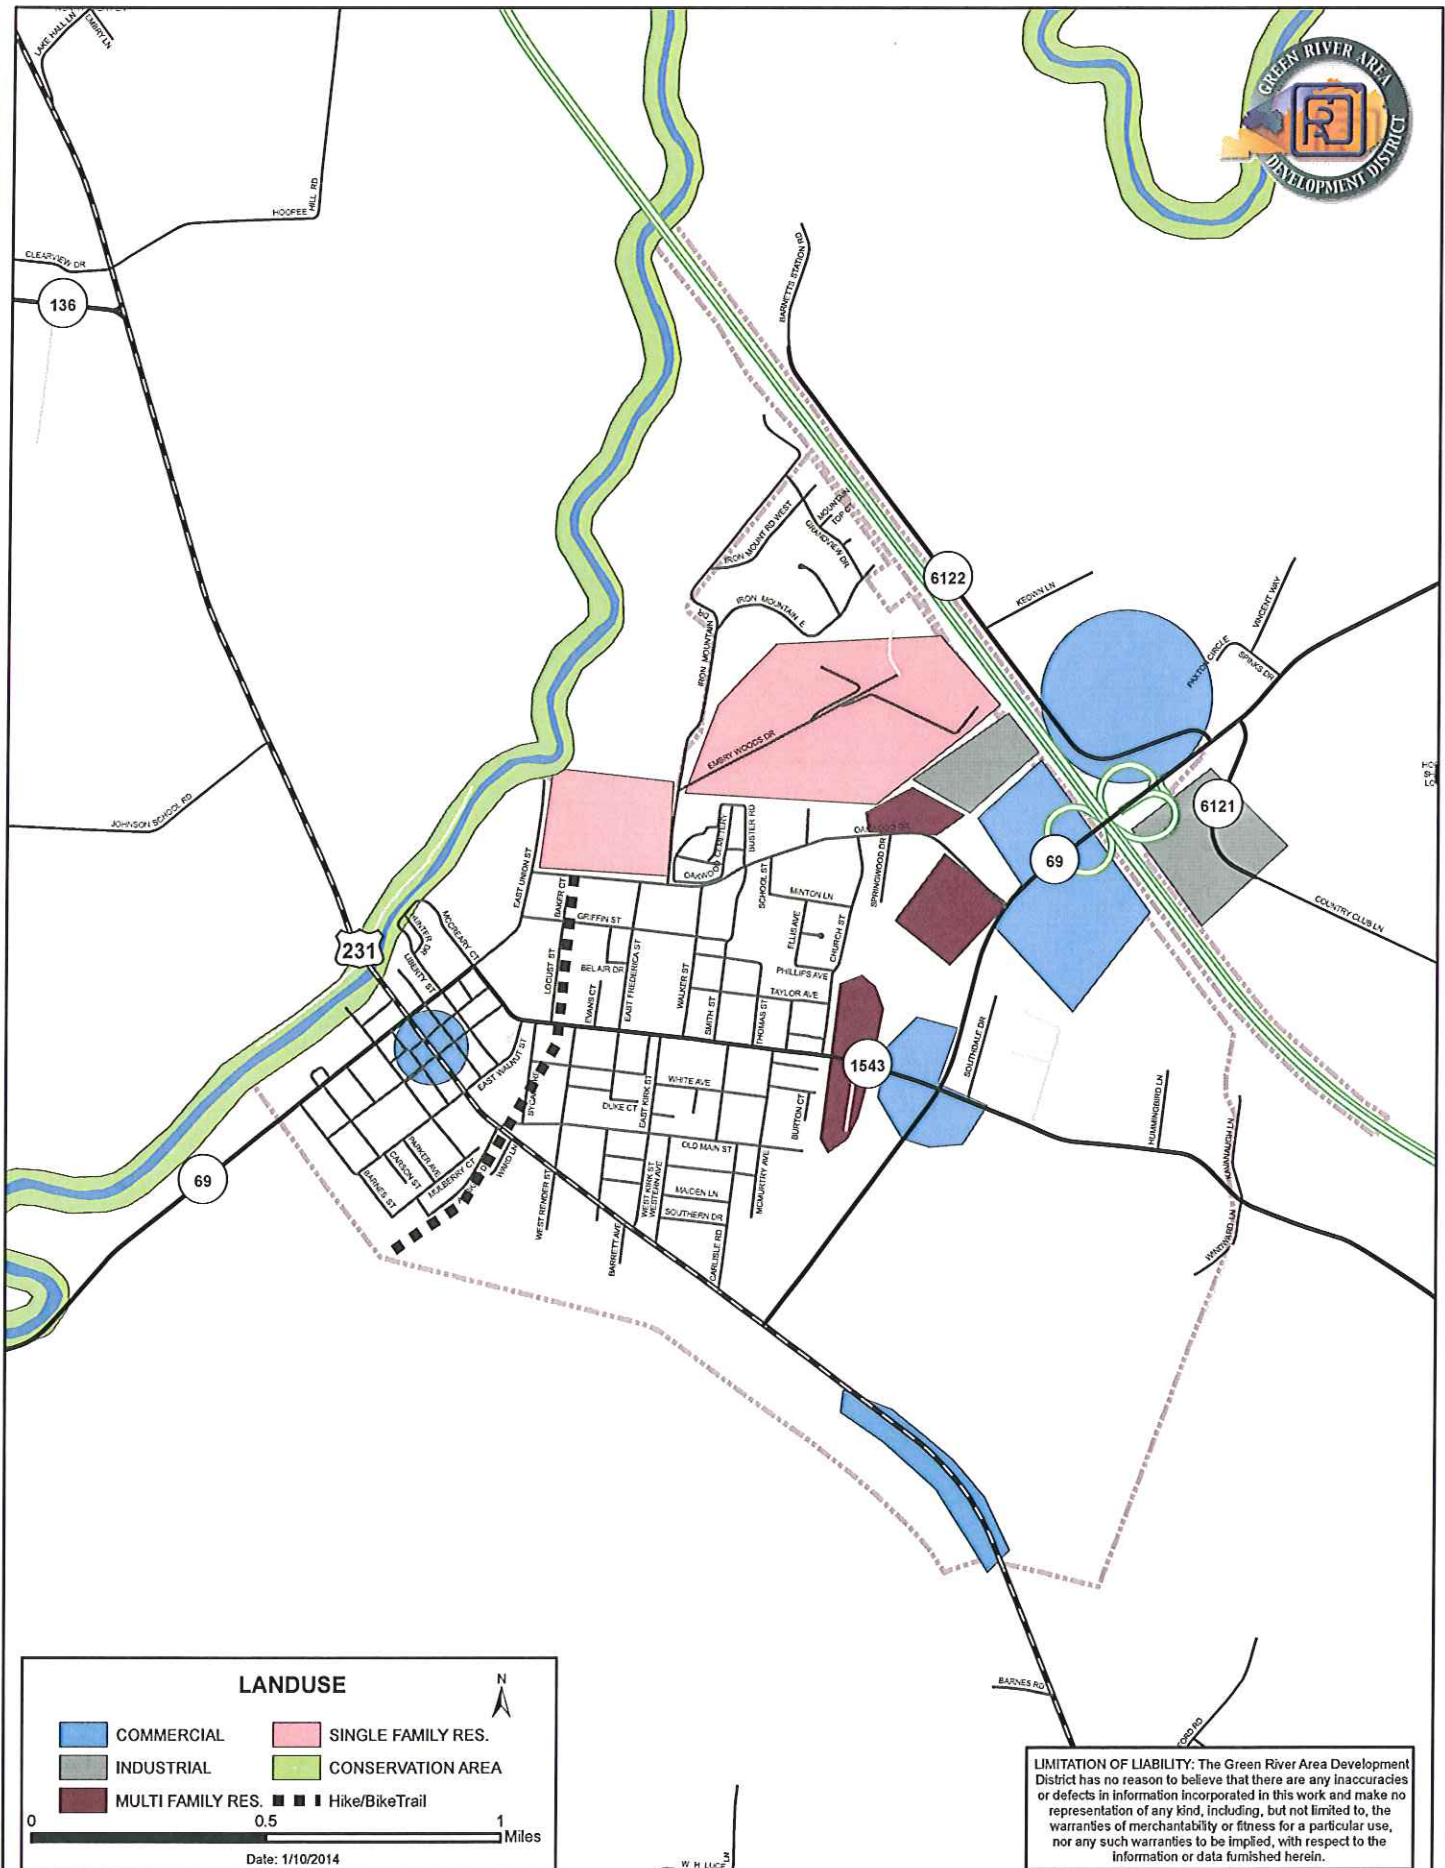 LAKE HALL LN
EMBRY LN
GREEN RIVER AREA
DEVELOPMENT DISTRICT
HILL RD
CLEARVIEW DR
136
BARNETTS STATION RD
MOUNTAIN
TOP
IRON MOUNT RD WEST
GRANDVIEW DR
6122
KEOWN LN
VINCENT WAY
IRON MOUNTAIN E
IRON MOUNTAIN
DR
PAXTON CIRCLE
SPINKS DR
EMBRY WOODS DR
JOHNSON SCHOOL RD
6121
OAKWOOD
CEMETERY
BUSTER RD
OAKWOOD DR
69
EAST UNION ST
BAKER CT
SCHOOL ST
SPRINGWOOD DR
MINTON LN
COUNTRY CLUB LN
GRIFFIN ST
ELLIS AVE
CHURCH ST
HUNTER DR
MCCREARY CT
231
LIBERTY ST
LOCUST ST
BEL AIR DR
EAST FREDERICA ST
WALKER ST
PHILLIPS AVE
EVANS CT
TAYLOR AVE
SMITH ST
THOMAS ST
1543
SOUTHDALE DR
EAST WALNUT ST
WHITE AVE
DUKE CT
EAST KIRK ST
BURTON CT
HUMMINGBIRD LN
KAVANAUGH LN
OLD MAIN ST
PARKER AVE
CARSON ST
MULBERRY CT
BARNES ST
WARD LN
69
WEST RENDER ST
WEST KIRK ST
WESTERN AVE
MAIDEN LN
MCMURTRY AVE
SOUTHERN DR
WINDWARD LN
BARRETT AVE
CARLISLE RD
BARNES RD
FORD RD
LANDUSE
N
COMMERCIAL
SINGLE FAMILY RES.
INDUSTRIAL
CONSERVATION AREA
MULTI FAMILY RES.
Hike/BikeTrail
0 0.5 1
Miles
Date: 1/10/2014
W H LUCE LN
LIMITATION OF LIABILITY: The Green River Area Development
District has no reason to believe that there are any inaccuracies
or defects in information incorporated in this work and make no
representation of any kind, including, but not limited to, the
warranties of merchantability or fitness for a particular use,
nor any such warranties to be implied, with respect to the
information or data furnished herein.